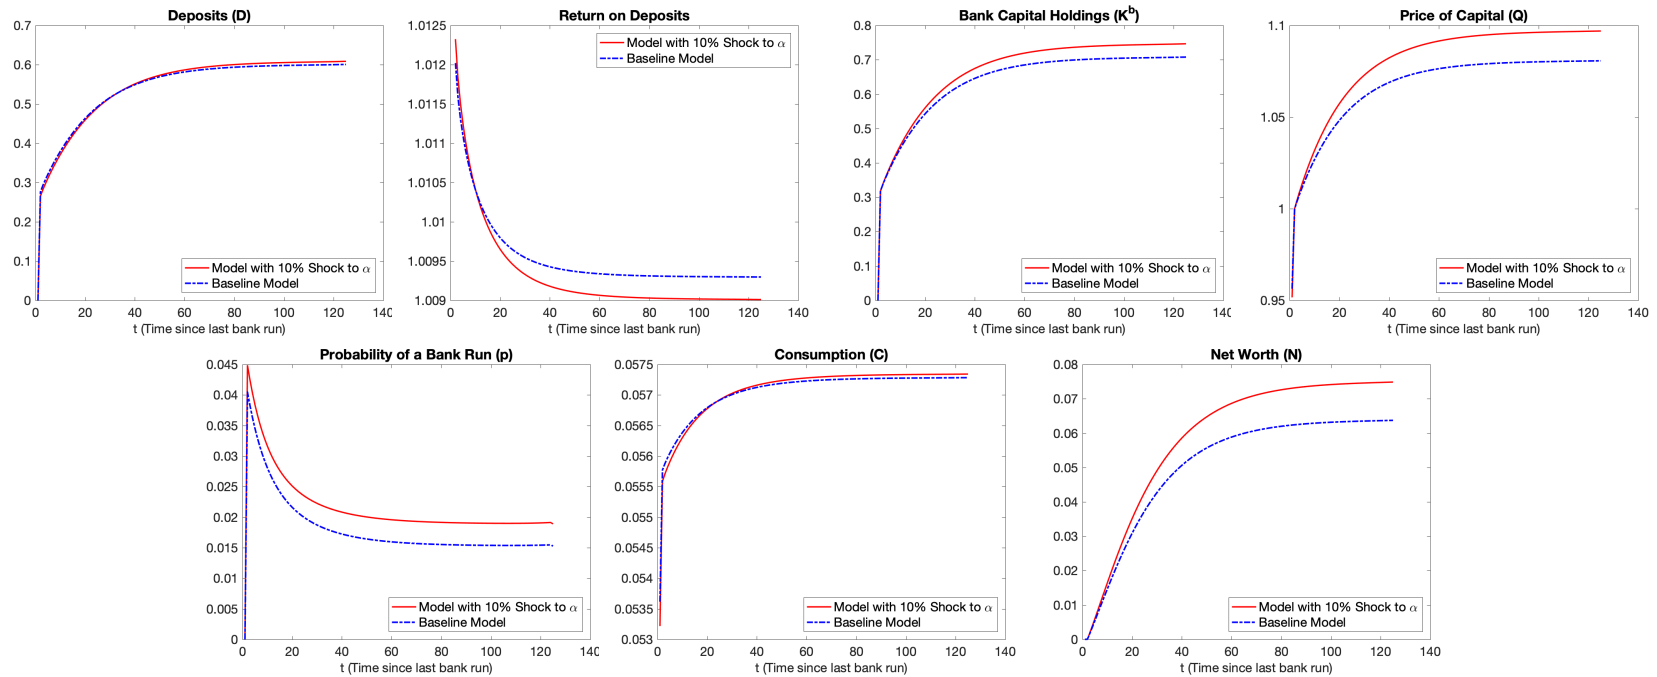 Deposits (D)
0.7
0.6
0.5
0.4
0.3
0.2
0.1
0
Model with 10% Shock to α
Baseline Model
0 20 40 60 80 100 120 140
t (Time since last bank run)
Return on Deposits
1.0125
1.012
1.0115
1.011
1.0105
1.01
1.0095
1.009
Model with 10% Shock to α
Baseline Model
0 20 40 60 80 100 120 140
t (Time since last bank run)
Bank Capital Holdings (Kᵇ)
0.8
0.7
0.6
0.5
0.4
0.3
0.2
0.1
0
Model with 10% Shock to α
Baseline Model
0 20 40 60 80 100 120 140
t (Time since last bank run)
Price of Capital (Q)
1.1
1.05
1
0.95
Model with 10% Shock to α
Baseline Model
0 20 40 60 80 100 120 140
t (Time since last bank run)
Probability of a Bank Run (p)
0.045
0.04
0.035
0.03
0.025
0.02
0.015
0.01
0.005
0
Model with 10% Shock to α
Baseline Model
0 20 40 60 80 100 120 140
t (Time since last bank run)
Consumption (C)
0.0575
0.057
0.0565
0.056
0.0555
0.055
0.0545
0.054
0.0535
0.053
Model with 10% Shock to α
Baseline Model
0 20 40 60 80 100 120 140
t (Time since last bank run)
Net Worth (N)
0.08
0.07
0.06
0.05
0.04
0.03
0.02
0.01
0
Model with 10% Shock to α
Baseline Model
0 20 40 60 80 100 120 140
t (Time since last bank run)